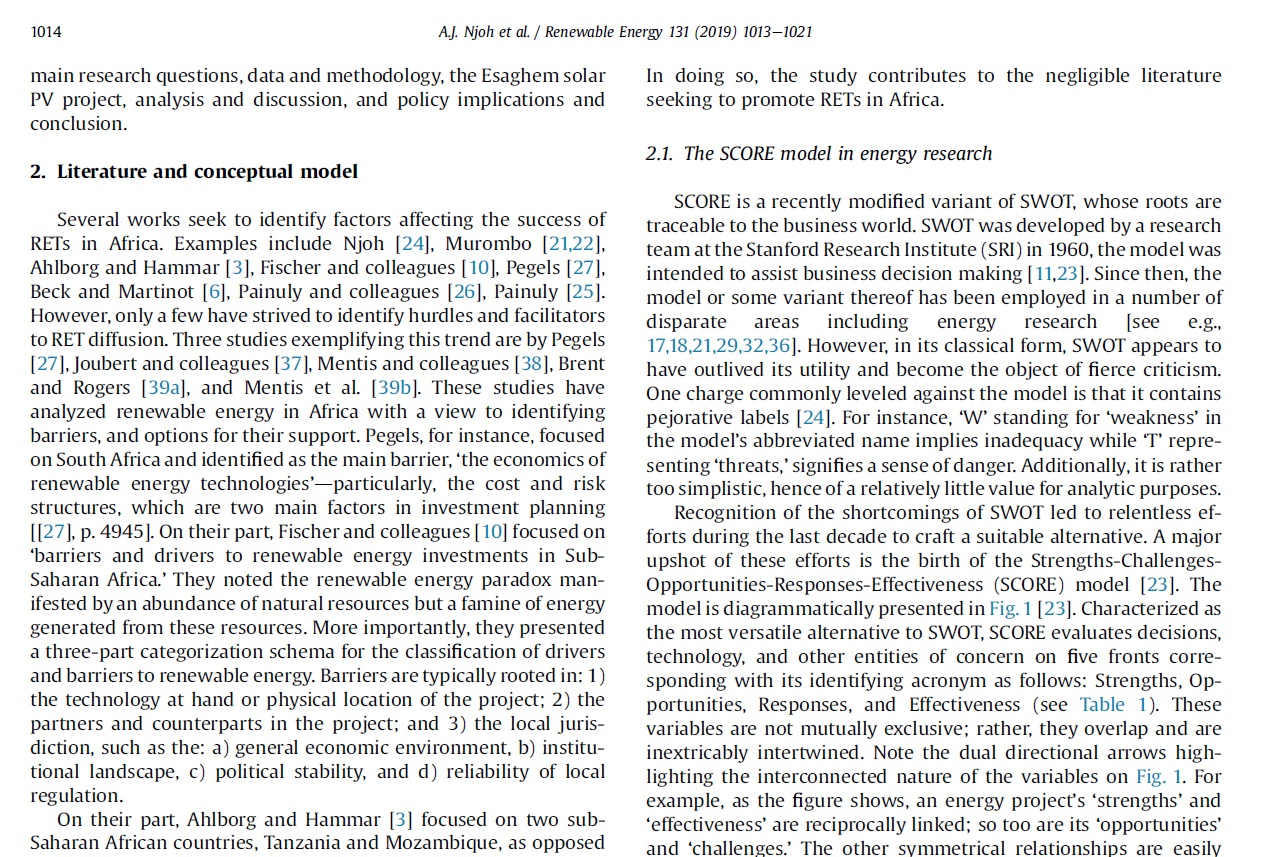 1014
A.J. Njoh et al. / Renewable Energy 131 (2019) 1013−1021
main research questions, data and methodology, the Esaghem solar
PV project, analysis and discussion, and policy implications and
conclusion.
2. Literature and conceptual model
Several works seek to identify factors affecting the success of
RETs in Africa. Examples include Njoh [24], Murombo [21,22],
Ahlborg and Hammar [3], Fischer and colleagues [10], Pegels [27],
Beck and Martinot [6], Painuly and colleagues [26], Painuly [25].
However, only a few have strived to identify hurdles and facilitators
to RET diffusion. Three studies exemplifying this trend are by Pegels
[27], Joubert and colleagues [37], Mentis and colleagues [38], Brent
and Rogers [39a], and Mentis et al. [39b]. These studies have
analyzed renewable energy in Africa with a view to identifying
barriers, and options for their support. Pegels, for instance, focused
on South Africa and identified as the main barrier, ‘the economics of
renewable energy technologies’—particularly, the cost and risk
structures, which are two main factors in investment planning
[[27], p. 4945]. On their part, Fischer and colleagues [10] focused on
‘barriers and drivers to renewable energy investments in Sub-
Saharan Africa.’ They noted the renewable energy paradox man-
ifested by an abundance of natural resources but a famine of energy
generated from these resources. More importantly, they presented
a three-part categorization schema for the classification of drivers
and barriers to renewable energy. Barriers are typically rooted in: 1)
the technology at hand or physical location of the project; 2) the
partners and counterparts in the project; and 3) the local juris-
diction, such as the: a) general economic environment, b) institu-
tional landscape, c) political stability, and d) reliability of local
regulation.
On their part, Ahlborg and Hammar [3] focused on two sub-
Saharan African countries, Tanzania and Mozambique, as opposed
In doing so, the study contributes to the negligible literature
seeking to promote RETs in Africa.
2.1. The SCORE model in energy research
SCORE is a recently modified variant of SWOT, whose roots are
traceable to the business world. SWOT was developed by a research
team at the Stanford Research Institute (SRI) in 1960, the model was
intended to assist business decision making [11,23]. Since then, the
model or some variant thereof has been employed in a number of
disparate areas including energy research [see e.g.,
17,18,21,29,32,36]. However, in its classical form, SWOT appears to
have outlived its utility and become the object of fierce criticism.
One charge commonly leveled against the model is that it contains
pejorative labels [24]. For instance, ‘W’ standing for ‘weakness’ in
the model’s abbreviated name implies inadequacy while ‘T’ repre-
senting ‘threats,’ signifies a sense of danger. Additionally, it is rather
too simplistic, hence of a relatively little value for analytic purposes.
Recognition of the shortcomings of SWOT led to relentless ef-
forts during the last decade to craft a suitable alternative. A major
upshot of these efforts is the birth of the Strengths-Challenges-
Opportunities-Responses-Effectiveness (SCORE) model [23]. The
model is diagrammatically presented in Fig. 1 [23]. Characterized as
the most versatile alternative to SWOT, SCORE evaluates decisions,
technology, and other entities of concern on five fronts corre-
sponding with its identifying acronym as follows: Strengths, Op-
portunities, Responses, and Effectiveness (see Table 1). These
variables are not mutually exclusive; rather, they overlap and are
inextricably intertwined. Note the dual directional arrows high-
lighting the interconnected nature of the variables on Fig. 1. For
example, as the figure shows, an energy project’s ‘strengths’ and
‘effectiveness’ are reciprocally linked; so too are its ‘opportunities’
and ‘challenges.’ The other symmetrical relationships are easily